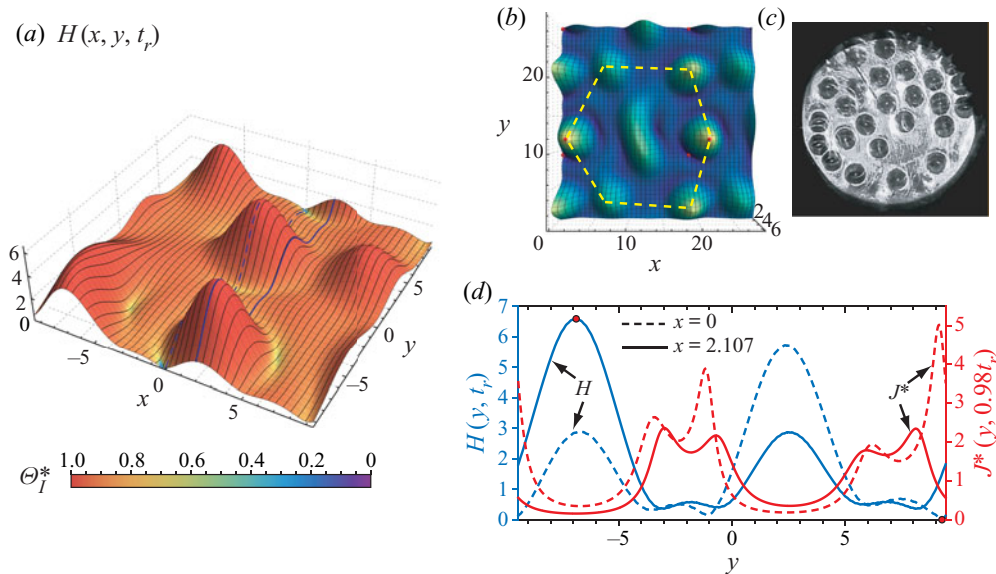 (a) H(x, y, t_r)
6
4
2
0
−5
0
5
x
−5
0
5
y
Θ*_I 1.0 0.8 0.6 0.4 0.2 0
(b)
20
y
10
0 10 20
x
2
4
6
(c)
(d)
7
6
5
4
3
2
1
0
H (y, t_r)
x = 0
x = 2.107
H
J*
−5 0 5
y
5
4
3
2
1
0
J* (y, 0.98t_r)